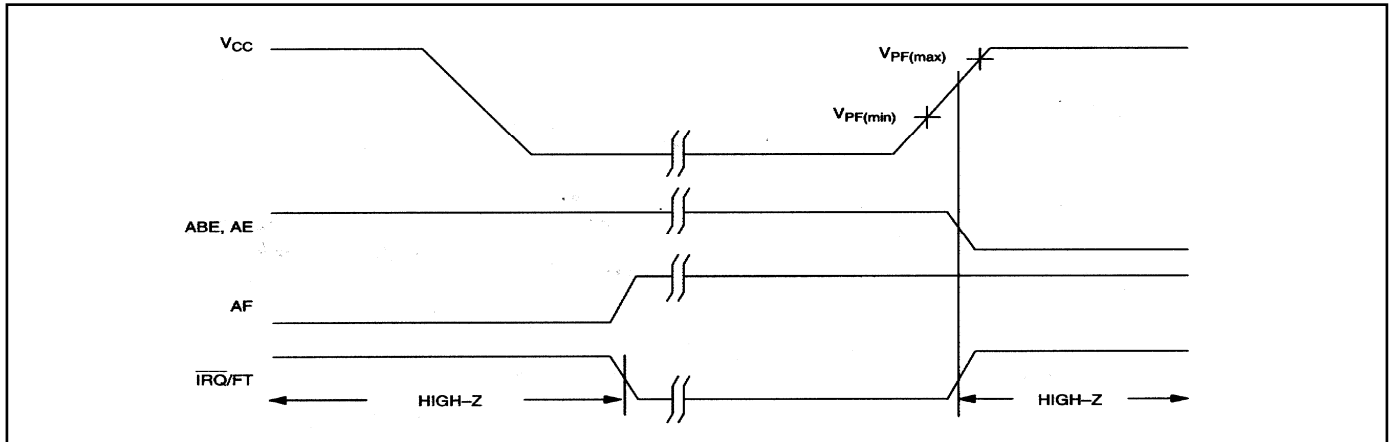 VCC
VPF(max)
VPF(min)
ABE, AE
AF
IRQ/FT
HIGH–Z
HIGH–Z